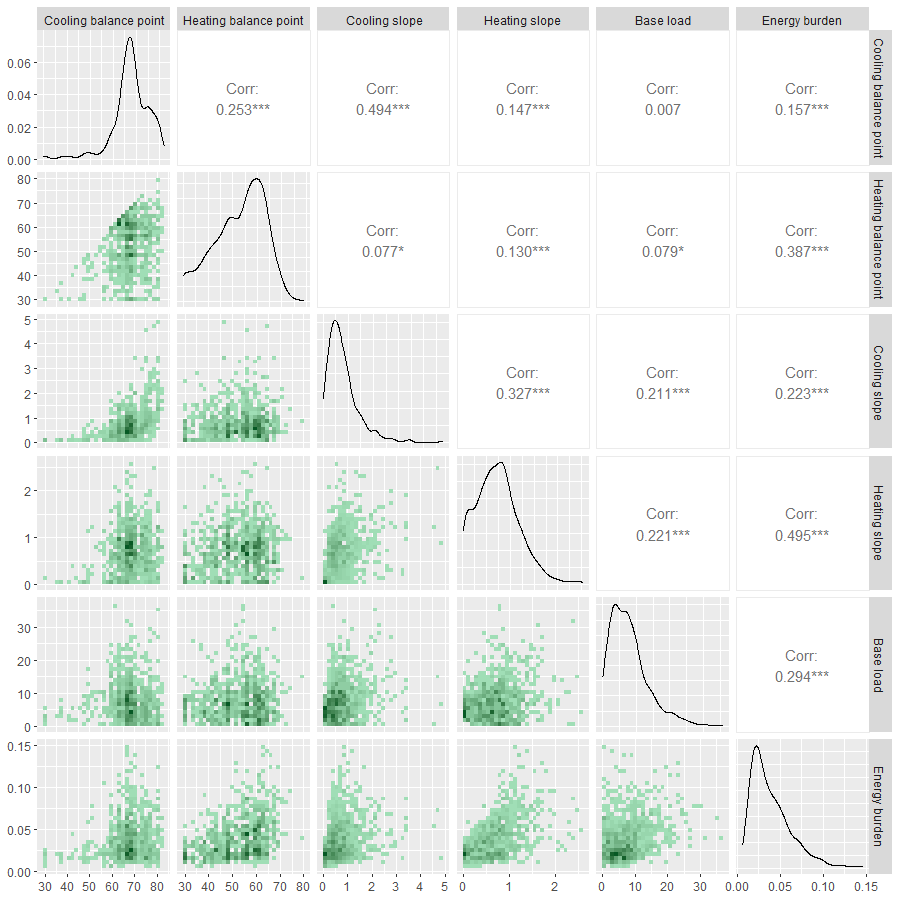 Cooling balance point Heating balance point Cooling slope Heating slope Base load Energy burden
0.06
0.04
0.02
0.00
Corr:
0.253***
Corr:
0.494***
Corr:
0.147***
Corr:
0.007
Corr:
0.157***
Cooling balance point
80
70
60
50
40
30
Corr:
0.077*
Corr:
0.130***
Corr:
0.079*
Corr:
0.387***
Heating balance point
5
4
3
2
1
0
Corr:
0.327***
Corr:
0.211***
Corr:
0.223***
Cooling slope
2
1
0
Corr:
0.221***
Corr:
0.495***
Heating slope
30
20
10
0
Corr:
0.294***
Base load
0.15
0.10
0.05
0.00
Energy burden
30 40 50 60 70 80 30 40 50 60 70 80 0 1 2 3 4 5 0 1 2 0 10 20 30 0.00 0.05 0.10 0.15